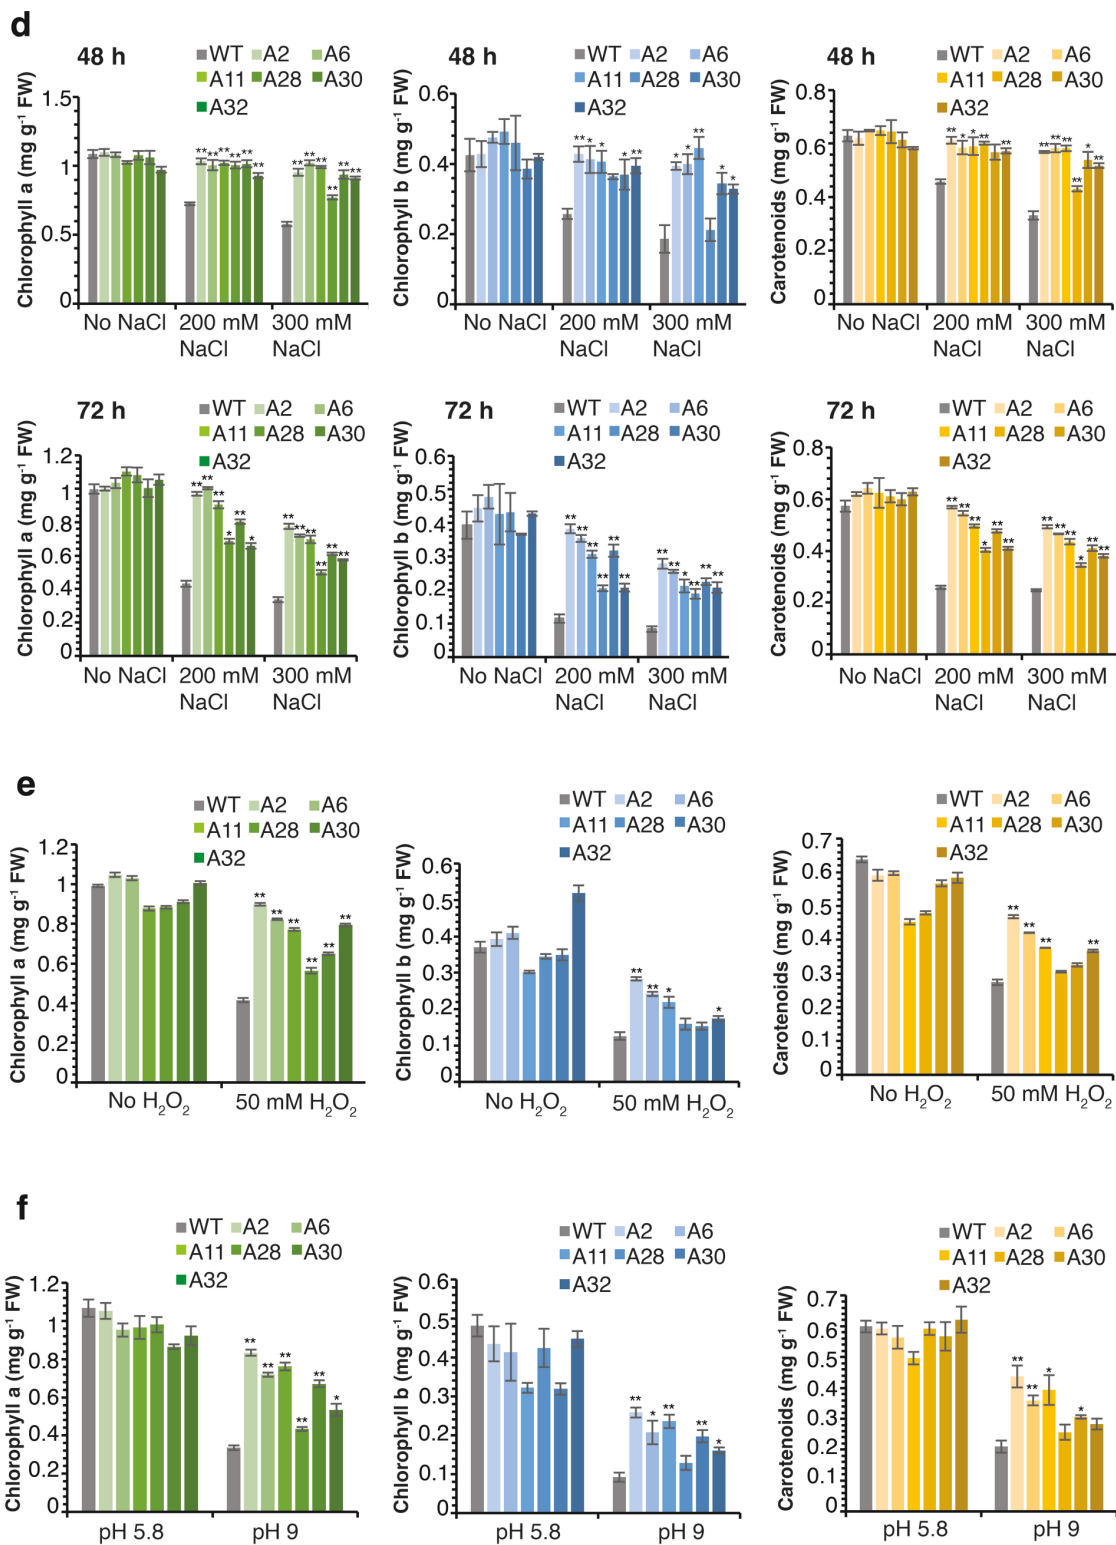 d
48 h
WT A2 A6
A11 A28 A30
A32
Chlorophyll a (mg g⁻¹ FW)
1.5
1
0.5
0
** ** ** ** ** **
** ** ** ** ** **
No NaCl 200 mM 300 mM
NaCl NaCl
48 h
WT A2 A6
A11 A28 A30
A32
Chlorophyll b (mg g⁻¹ FW)
0.6
0.4
0.2
0
** * * * **
* * ** * *
No NaCl 200 mM 300 mM
NaCl NaCl
48 h
WT A2 A6
A11 A28 A30
A32
Carotenoids (mg g⁻¹ FW)
0.8
0.6
0.4
0.2
0
** * * ** **
** ** ** ** * **
No NaCl 200 mM 300 mM
NaCl NaCl
72 h
WT A2 A6
A11 A28 A30
A32
Chlorophyll a (mg g⁻¹ FW)
1.2
1
0.8
0.6
0.4
0.2
0
** ** ** * ** *
** ** ** ** ** **
No NaCl 200 mM 300 mM
NaCl NaCl
72 h
WT A2 A6
A11 A28 A30
A32
Chlorophyll b (mg g⁻¹ FW)
0.6
0.5
0.4
0.3
0.2
0.1
0
** ** ** ** ** **
** ** * ** ** **
No NaCl 200 mM 300 mM
NaCl NaCl
72 h
WT A2 A6
A11 A28 A30
A32
Carotenoids (mg g⁻¹ FW)
0.8
0.6
0.4
0.2
0
** ** ** * ** **
** ** ** * ** **
No NaCl 200 mM 300 mM
NaCl NaCl
e
WT A2 A6
A11 A28 A30
A32
Chlorophyll a (mg g⁻¹ FW)
1.2
1
0.8
0.6
0.4
0.2
0
** ** ** ** ** **
No H₂O₂ 50 mM H₂O₂
WT A2 A6
A11 A28 A30
A32
Chlorophyll b (mg g⁻¹ FW)
0.6
0.4
0.3
0.2
0.1
0
** ** * *
No H₂O₂ 50 mM H₂O₂
WT A2 A6
A11 A28 A30
A32
Carotenoids (mg g⁻¹ FW)
0.7
0.6
0.5
0.4
0.3
0.2
0.1
0
** ** ** **
No H₂O₂ 50 mM H₂O₂
f
WT A2 A6
A11 A28 A30
A32
Chlorophyll a (mg g⁻¹ FW)
1.2
1
0.8
0.6
0.4
0.2
0
** ** ** ** ** *
pH 5.8 pH 9
WT A2 A6
A11 A28 A30
A32
Chlorophyll b (mg g⁻¹ FW)
0.6
0.5
0.4
0.3
0.2
0.1
0
** * ** ** *
pH 5.8 pH 9
WT A2 A6
A11 A28 A30
A32
Carotenoids (mg g⁻¹ FW)
0.7
0.6
0.5
0.4
0.3
0.2
0.1
0
** ** * *
pH 5.8 pH 9